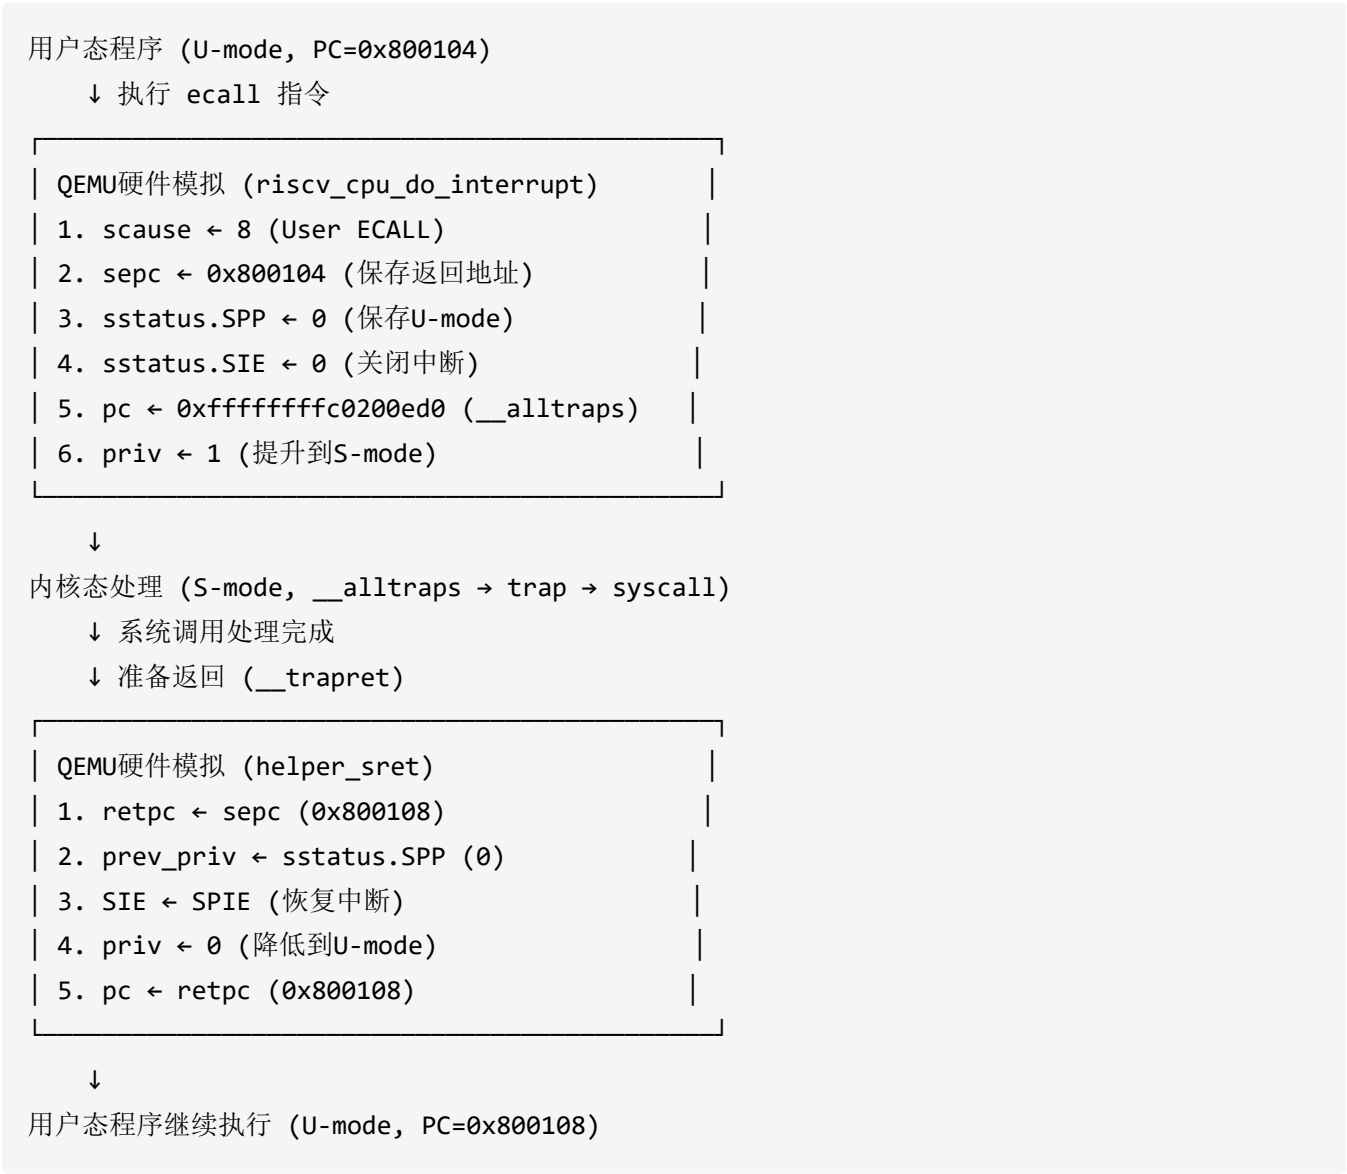 用户态程序 (U-mode, PC=0x800104)
↓ 执行 ecall 指令
QEMU硬件模拟 (riscv_cpu_do_interrupt)
1. scause ← 8 (User ECALL)
2. sepc ← 0x800104 (保存返回地址)
3. sstatus.SPP ← 0 (保存U-mode)
4. sstatus.SIE ← 0 (关闭中断)
5. pc ← 0xffffffffc0200ed0 (__alltraps)
6. priv ← 1 (提升到S-mode)
↓
内核态处理 (S-mode, __alltraps → trap → syscall)
↓ 系统调用处理完成
↓ 准备返回 (__trapret)
QEMU硬件模拟 (helper_sret)
1. retpc ← sepc (0x800108)
2. prev_priv ← sstatus.SPP (0)
3. SIE ← SPIE (恢复中断)
4. priv ← 0 (降低到U-mode)
5. pc ← retpc (0x800108)
↓
用户态程序继续执行 (U-mode, PC=0x800108)